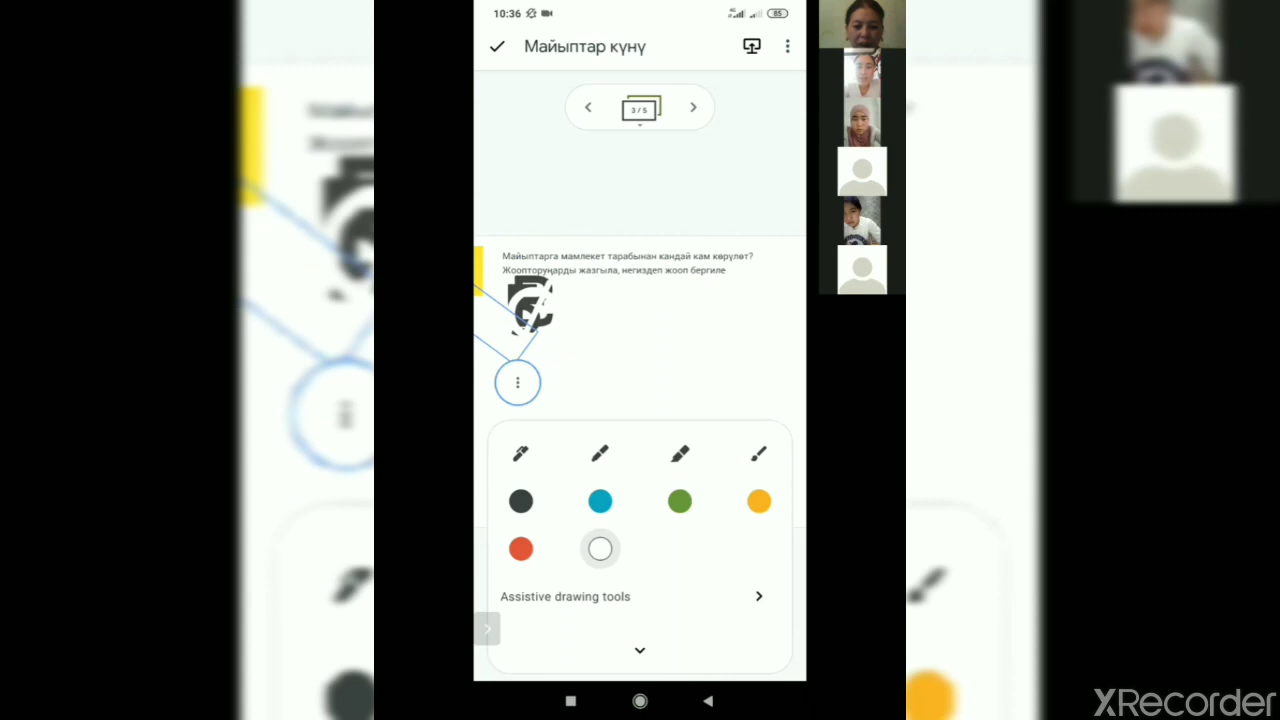 10:36
4G
85
Майыптар күнү
3 / 5
Майыптарга мамлекет тарабынан кандай кам көрүлөт?
Жоопторуңарды жазгыла, негиздеп жооп бергиле
Assistive drawing tools
XRecorder